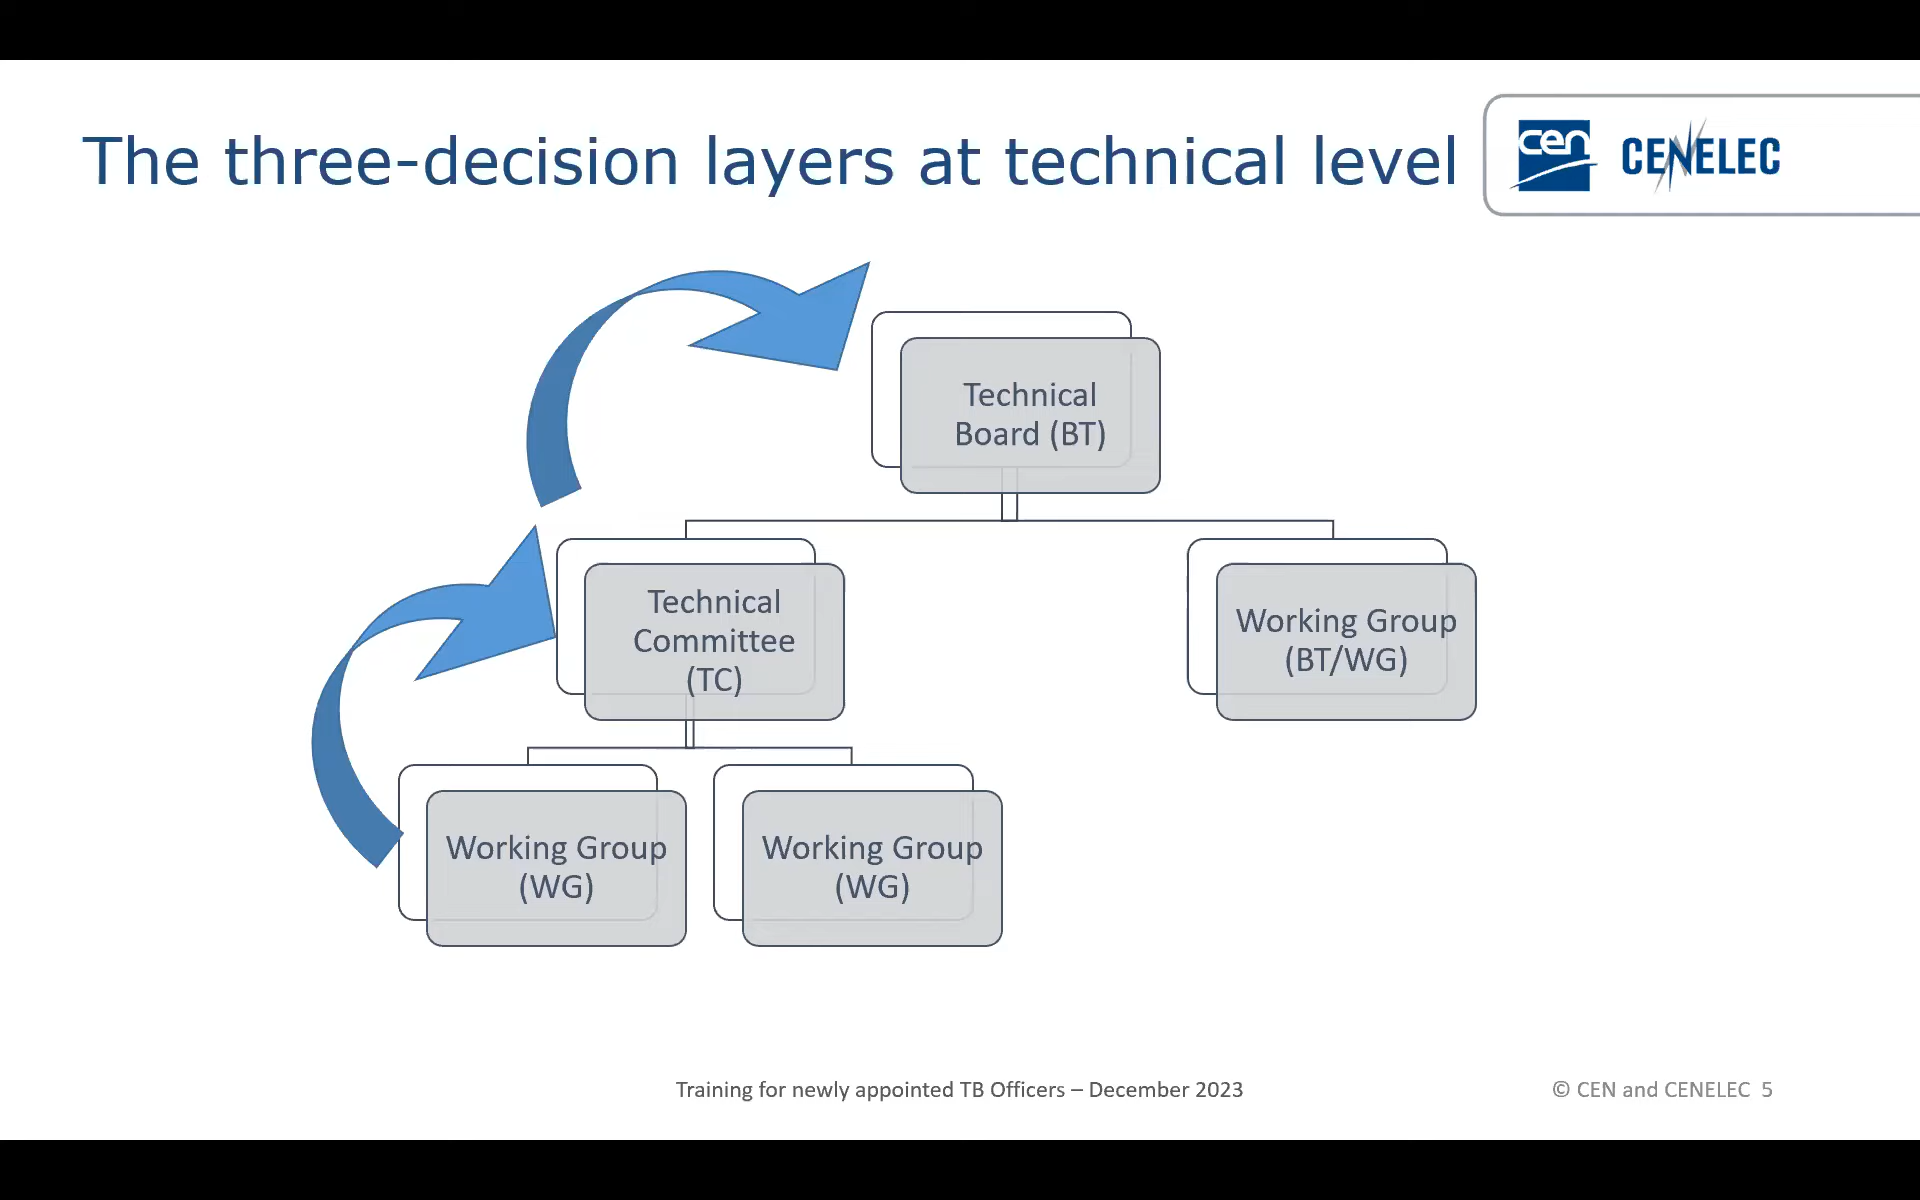 The three-decision layers at technical level
cen
CENELEC
Technical
Board (BT)
Technical
Committee
(TC)
Working Group
(BT/WG)
Working Group
(WG)
Working Group
(WG)
Training for newly appointed TB Officers – December 2023
© CEN and CENELEC 5